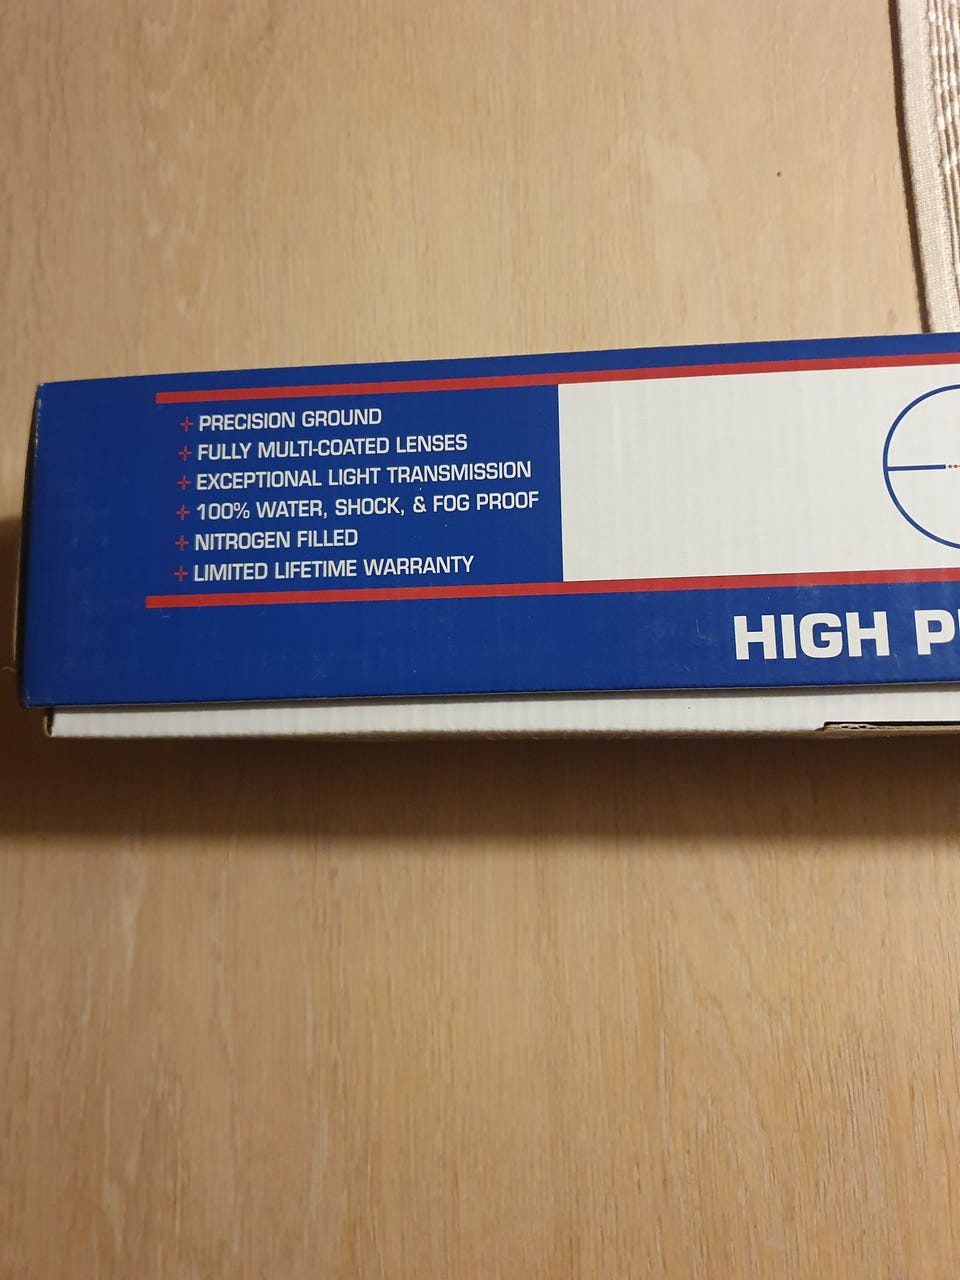 PRECISION GROUND
FULLY MULTI-COATED LENSES
EXCEPTIONAL LIGHT TRANSMISSION
100% WATER, SHOCK, & FOG PROOF
NITROGEN FILLED
LIMITED LIFETIME WARRANTY
HIGH